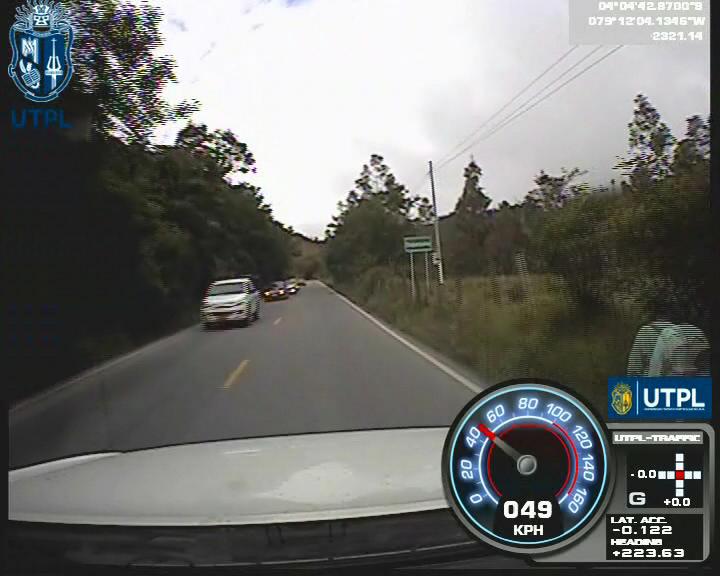 UTPL
04°04'42.8700"S
079°12'04.1346"W
2321.14
UTPL
UTPL-TRAFFIC
0
20
40
60
80
100
120
140
160
049
KPH
-0.0
G
+0.0
LAT. ACC.
-0.122
HEADING
+223.63